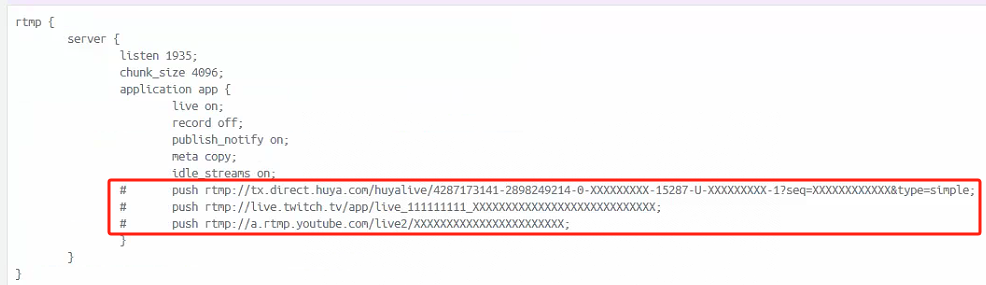 rtmp {
server {
listen 1935;
chunk_size 4096;
application app {
live on;
record off;
publish_notify on;
meta copy;
idle_streams on;
# push rtmp://tx.direct.huya.com/huyalive/4287173141-2898249214-0-XXXXXXXXX-15287-U-XXXXXXXXX-1?seq=XXXXXXXXXXXX&type=simple;
# push rtmp://live.twitch.tv/app/live_111111111_XXXXXXXXXXXXXXXXXXXXXXXXXXXX;
# push rtmp://a.rtmp.youtube.com/live2/XXXXXXXXXXXXXXXXXXXXXXX;
}
}
}